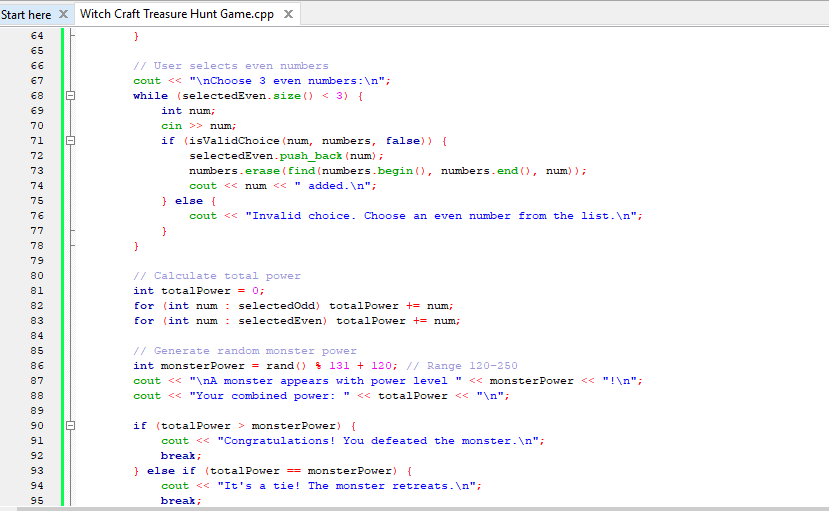 Start here X Witch Craft Treasure Hunt Game.cpp X
64 }
65
66 // User selects even numbers
67 cout << "\nChoose 3 even numbers:\n";
68 while (selectedEven.size() < 3) {
69 int num;
70 cin >> num;
71 if (isValidChoice(num, numbers, false)) {
72 selectedEven.push_back(num);
73 numbers.erase(find(numbers.begin(), numbers.end(), num));
74 cout << num << " added.\n";
75 } else {
76 cout << "Invalid choice. Choose an even number from the list.\n";
77 }
78 }
79
80 // Calculate total power
81 int totalPower = 0;
82 for (int num : selectedOdd) totalPower += num;
83 for (int num : selectedEven) totalPower += num;
84
85 // Generate random monster power
86 int monsterPower = rand() % 131 + 120; // Range 120-250
87 cout << "\nA monster appears with power level " << monsterPower << "!\n";
88 cout << "Your combined power: " << totalPower << "\n";
89
90 if (totalPower > monsterPower) {
91 cout << "Congratulations! You defeated the monster.\n";
92 break;
93 } else if (totalPower == monsterPower) {
94 cout << "It's a tie! The monster retreats.\n";
95 break;